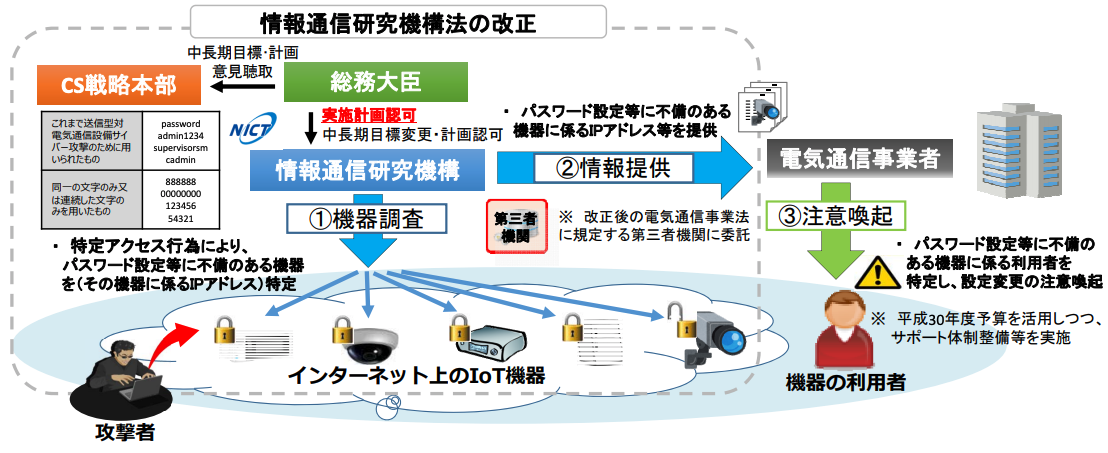 情報通信研究機構法の改正
中長期目標・計画
意見聴取
CS戦略本部
総務大臣
実施計画認可
中長期目標変更・計画認可
これまで送信型対
電気通信設備サイ
バー攻撃のために用
いられたもの
password
admin1234
supervisorsm
cadmin
同一の文字のみ又
は連続した文字の
みを用いたもの
888888
00000000
123456
54321
NICT
情報通信研究機構
・ パスワード設定等に不備のある
機器に係るIPアドレス等を提供
②情報提供
電気通信事業者
①機器調査
第三者
機関
※ 改正後の電気通信事業法
に規定する第三者機関に委託
③注意喚起
・ 特定アクセス行為により、
パスワード設定等に不備のある機器
を(その機器に係るIPアドレス)特定
・ パスワード設定等に不備の
ある機器に係る利用者を
特定し、設定変更の注意喚起
※ 平成30年度予算を活用しつつ、
サポート体制整備等を実施
インターネット上のIoT機器
機器の利用者
攻撃者